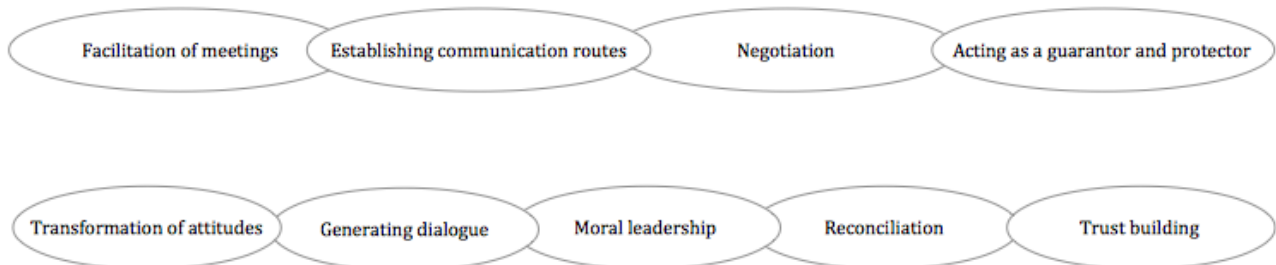 Facilitation of meetings Establishing communication routes Negotiation Acting as a guarantor and protector
Transformation of attitudes Generating dialogue Moral leadership Reconciliation Trust building